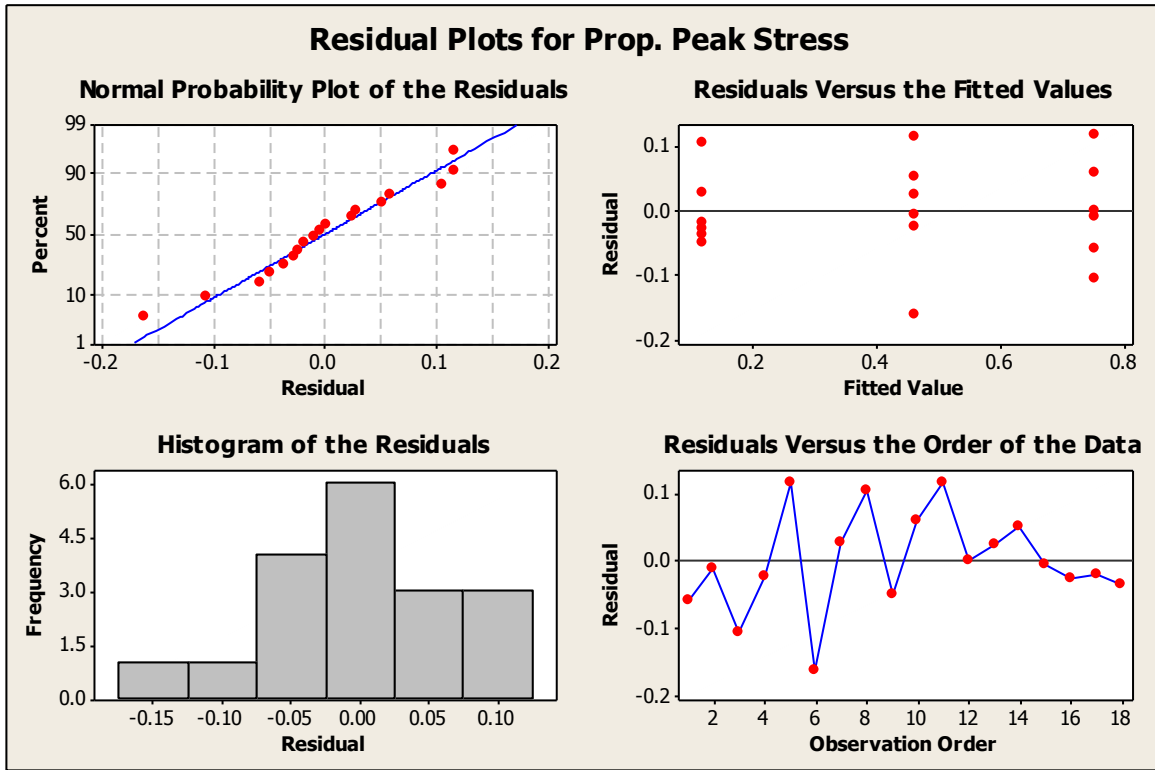 Residual Plots for Prop. Peak Stress
Normal Probability Plot of the Residuals
99
90
50
10
1
Percent
-0.2 -0.1 0.0 0.1 0.2
Residual
Residuals Versus the Fitted Values
0.1
0.0
-0.1
-0.2
Residual
0.2 0.4 0.6 0.8
Fitted Value
Histogram of the Residuals
6.0
4.5
3.0
1.5
0.0
Frequency
-0.15 -0.10 -0.05 0.00 0.05 0.10
Residual
Residuals Versus the Order of the Data
0.1
0.0
-0.1
-0.2
Residual
2 4 6 8 10 12 14 16 18
Observation Order